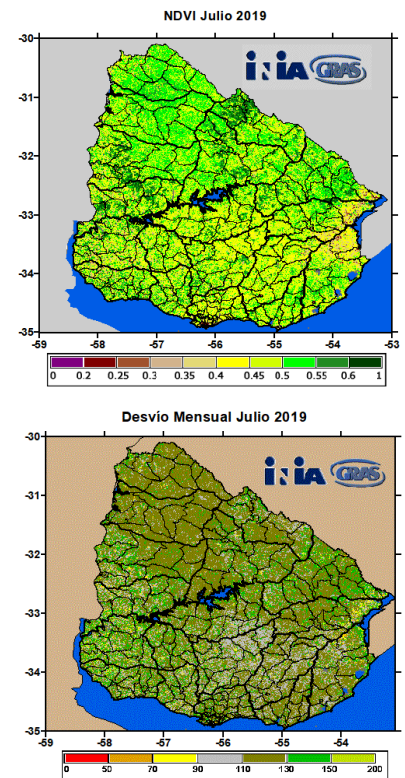 NDVI Julio 2019
-30
iNiA GRAS
-31
-32
-33
-34
-35
-59 -58 -57 -56 -55 -54 -53
0 0.2 0.25 0.3 0.35 0.4 0.45 0.5 0.55 0.6 1
Desvio Mensual Julio 2019
-30
iNiA GRAS
-31
-32
-33
-34
-35
-59 -58 -57 -56 -55 -54
0 50 70 90 110 130 150 200